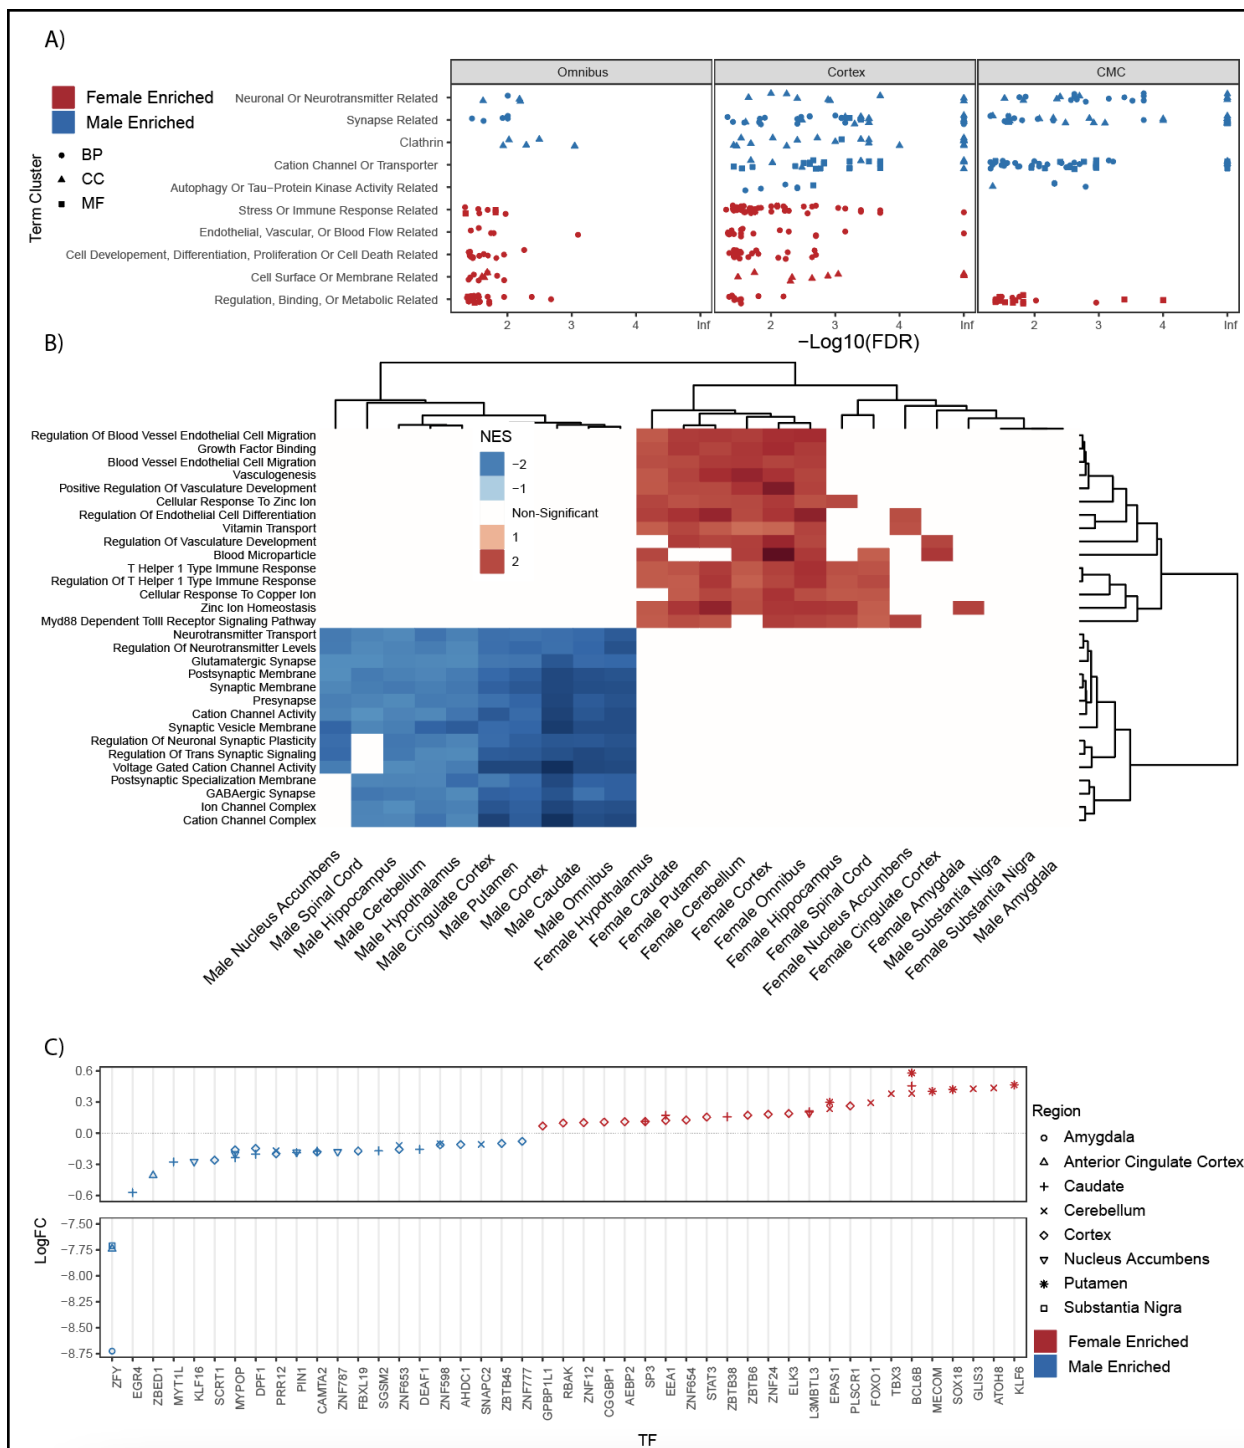 A)
Omnibus
Cortex
CMC
Female Enriched
Male Enriched
BP
CC
MF
Term Cluster
Neuronal Or Neurotransmitter Related
Synapse Related
Clathrin
Cation Channel Or Transporter
Autophagy Or Tau−Protein Kinase Activity Related
Stress Or Immune Response Related
Endothelial, Vascular, Or Blood Flow Related
Cell Developement, Differentiation, Proliferation Or Cell Death Related
Cell Surface Or Membrane Related
Regulation, Binding, Or Metabolic Related
2 3 4 Inf 2 3 4 Inf 2 3 4 Inf
−Log10(FDR)
B)
NES
−2
−1
Non−Significant
1
2
Regulation Of Blood Vessel Endothelial Cell Migration
Growth Factor Binding
Blood Vessel Endothelial Cell Migration
Vasculogenesis
Positive Regulation Of Vasculature Development
Cellular Response To Zinc Ion
Regulation Of Endothelial Cell Differentiation
Vitamin Transport
Regulation Of Vasculature Development
Blood Microparticle
T Helper 1 Type Immune Response
Regulation Of T Helper 1 Type Immune Response
Cellular Response To Copper Ion
Zinc Ion Homeostasis
Myd88 Dependent Tolll Receptor Signaling Pathway
Neurotransmitter Transport
Regulation Of Neurotransmitter Levels
Glutamatergic Synapse
Postsynaptic Membrane
Synaptic Membrane
Presynapse
Cation Channel Activity
Synaptic Vesicle Membrane
Regulation Of Neuronal Synaptic Plasticity
Regulation Of Trans Synaptic Signaling
Voltage Gated Cation Channel Activity
Postsynaptic Specialization Membrane
GABAergic Synapse
Ion Channel Complex
Cation Channel Complex
Male Nucleus Accumbens
Male Spinal Cord
Male Hippocampus
Male Cerebellum
Male Hypothalamus
Male Cingulate Cortex
Male Putamen
Male Cortex
Male Caudate
Male Omnibus
Female Hypothalamus
Female Caudate
Female Putamen
Female Cerebellum
Female Cortex
Female Omnibus
Female Hippocampus
Female Spinal Cord
Female Nucleus Accumbens
Female Cingulate Cortex
Female Amygdala
Male Substantia Nigra
Female Substantia Nigra
Male Amygdala
C)
0.6
0.3
0.0
−0.3
−0.6
−7.50
−7.75
−8.00
−8.25
−8.50
−8.75
LogFC
Region
Amygdala
Anterior Cingulate Cortex
Caudate
Cerebellum
Cortex
Nucleus Accumbens
Putamen
Substantia Nigra
Female Enriched
Male Enriched
ZFY
EGR4
ZBED1
MYT1L
KLF16
SCRT1
MYPOP
DPF1
PRR12
PIN1
CAMTA2
ZNF787
FBXL19
SGSM2
ZNF653
DEAF1
ZNF598
AHDC1
SNAPC2
ZBTB45
ZNF777
GPBP1L1
RBAK
ZNF12
CGGBP1
AEBP2
SP3
EEA1
ZNF654
STAT3
ZBTB38
ZBTB6
ZNF24
ELK3
L3MBTL3
EPAS1
PLSCR1
FOXO1
TBX3
BCL6B
MECOM
SOX18
GLIS3
ATOH8
KLF6
TF